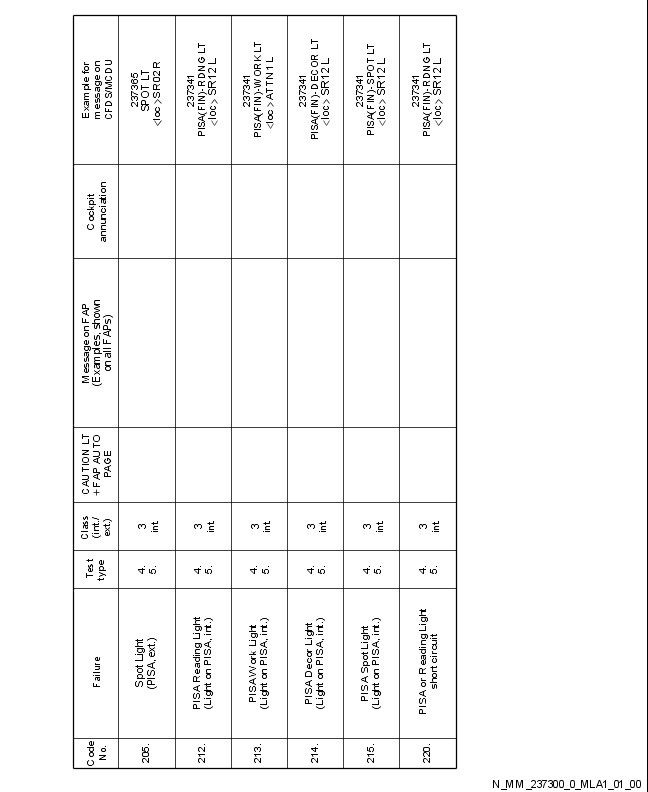 Code
No.
Failure
Test
type
Class
(int./
ext.)
CAUTION LT
+ FAP AUTO
PAGE
Message on FAP
(Examples, shown
on all FAPs)
Cockpit
annunciation
Example for
message on
CFDS/MCDU
205.
Spot Light
(PISA, ext.)
4.
5.
3
int.
237365
SPOT LT
<loc>SR02R
212.
PISA Reading Light
(Light on PISA, int.)
4.
5.
3
int.
237341
PISA(FIN)-RDNG LT
<loc> SR12 L
213.
PISA Work Light
(Light on PISA, int.)
4.
5.
3
int.
237341
PISA(FIN)-WORK LT
<loc>ATTN1 L
214.
PISA Decor Light
(Light on PISA, int.)
4.
5.
3
int.
237341
PISA(FIN)-DECOR LT
<loc> SR12 L
215.
PISA Spot Light
(Light on PISA, int.)
4.
5.
3
int.
237341
PISA(FIN)-SPOT LT
<loc> SR12 L
220.
PISA or Reading Light
short circuit
4.
5.
3
int.
237341
PISA(FIN)-RDNG LT
<loc> SR12 L
N_MM_237300_0_MLA1_01_00